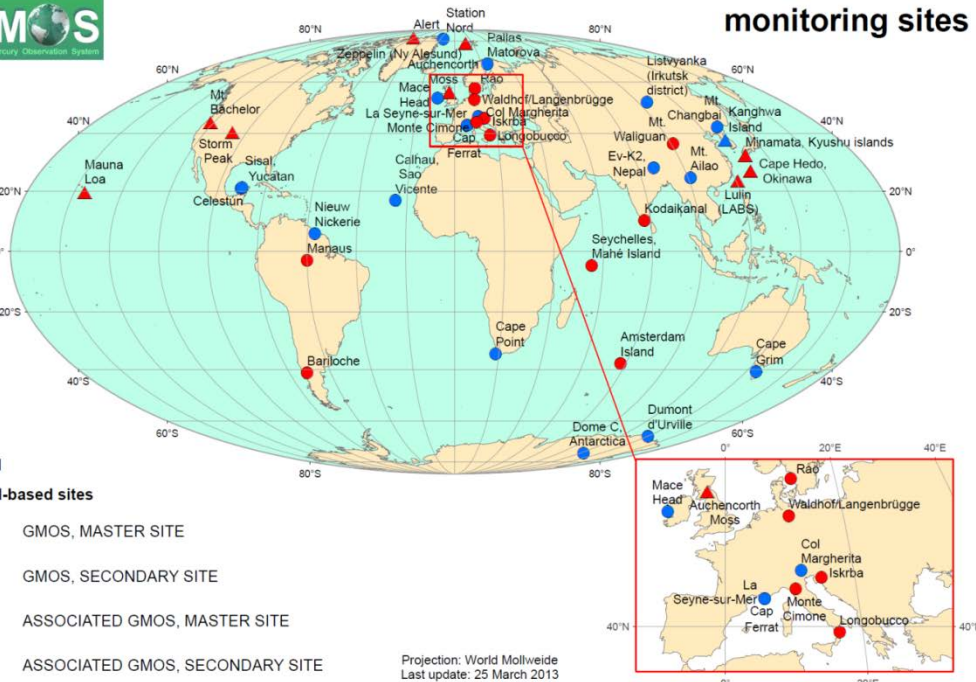 MOS
rcury Observation System
monitoring sites
Alert
Station
Nord
Zeppelin (Ny Alesund)
Pallas
Matorova
Auchencorth
Moss
Råo
Mace
Head
Waldhof/Langenbrügge
La Seyne-sur-Mer
Col Margherita
Monte Cimone
Iskrba
Cap
Ferrat
Longobucco
Listvyanka
(Irkutsk
district)
Mt.
Changbai
Kanghwa
Island
Mt.
Waliguan
Minamata, Kyushu islands
Mt.
Ailao
Cape Hedo,
Okinawa
Ev-K2,
Nepal
Lulin
(LABS)
Kodaikanal
Mt.
Bachelor
Storm
Peak
Mauna
Loa
Sisal,
Yucatan
Celestún
Calhau,
Sao
Vicente
Nieuw
Nickerie
Manaus
Seychelles,
Mahé Island
Bariloche
Cape
Point
Amsterdam
Island
Cape
Grim
Dome C,
Antarctica
Dumont
d'Urville
80°N
80°N
60°N
60°N
40°N
40°N
20°N
20°N
0°
0°
20°S
20°S
40°S
40°S
60°S
60°S
80°S
80°S
-based sites
GMOS, MASTER SITE
GMOS, SECONDARY SITE
ASSOCIATED GMOS, MASTER SITE
ASSOCIATED GMOS, SECONDARY SITE
Projection: World Mollweide
Last update: 25 March 2013
0°
20°E
40°E
Mace
Head
Auchencorth
Moss
Råo
Waldhof/Langenbrügge
Col
Margherita
Iskrba
La
Seyne-sur-Mer
Cap
Ferrat
Monte
Cimone
Longobucco
40°N
40°N